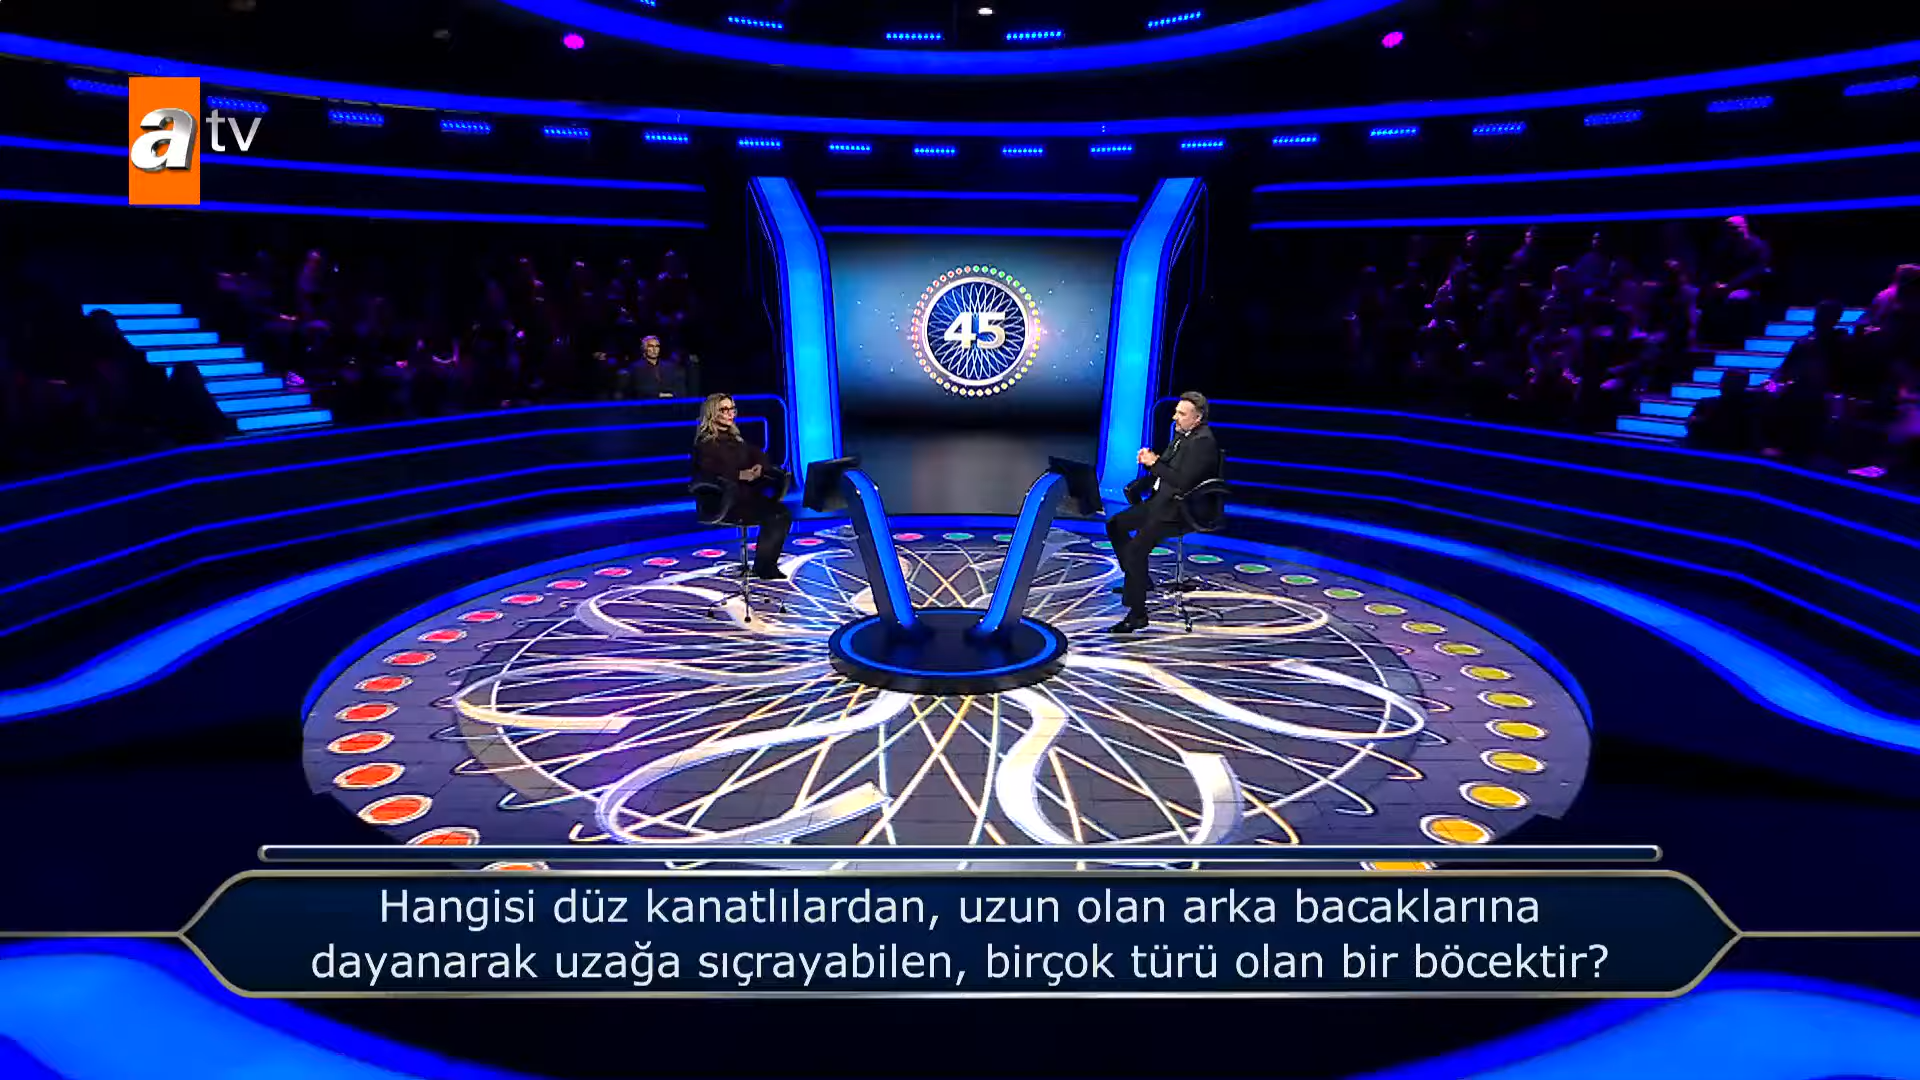 atv
45
Hangisi düz kanatlılardan, uzun olan arka bacaklarına
dayanarak uzağa sıçrayabilen, birçok türü olan bir böcektir?